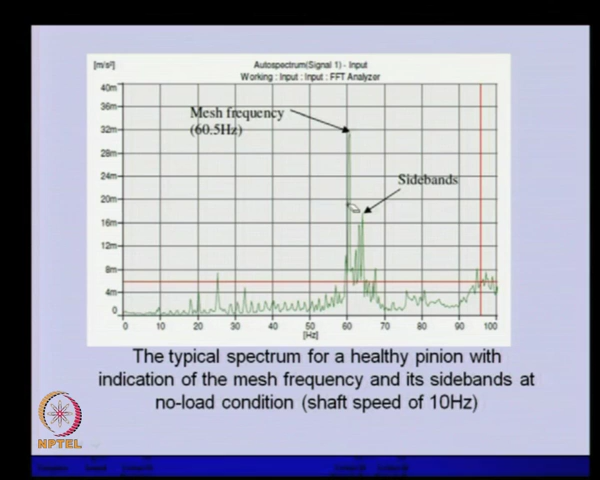 Autospectrum(Signal 1) - Input
Working : Input : Input : FFT Analyzer
[m/s²]
40m
36m
32m
28m
24m
20m
16m
12m
8m
4m
0
Mesh frequency
(60.5Hz)
Sidebands
0 10 20 30 40 50 60 70 80 90 100
[Hz]
The typical spectrum for a healthy pinion with
indication of the mesh frequency and its sidebands at
no-load condition (shaft speed of 10Hz)
NPTEL